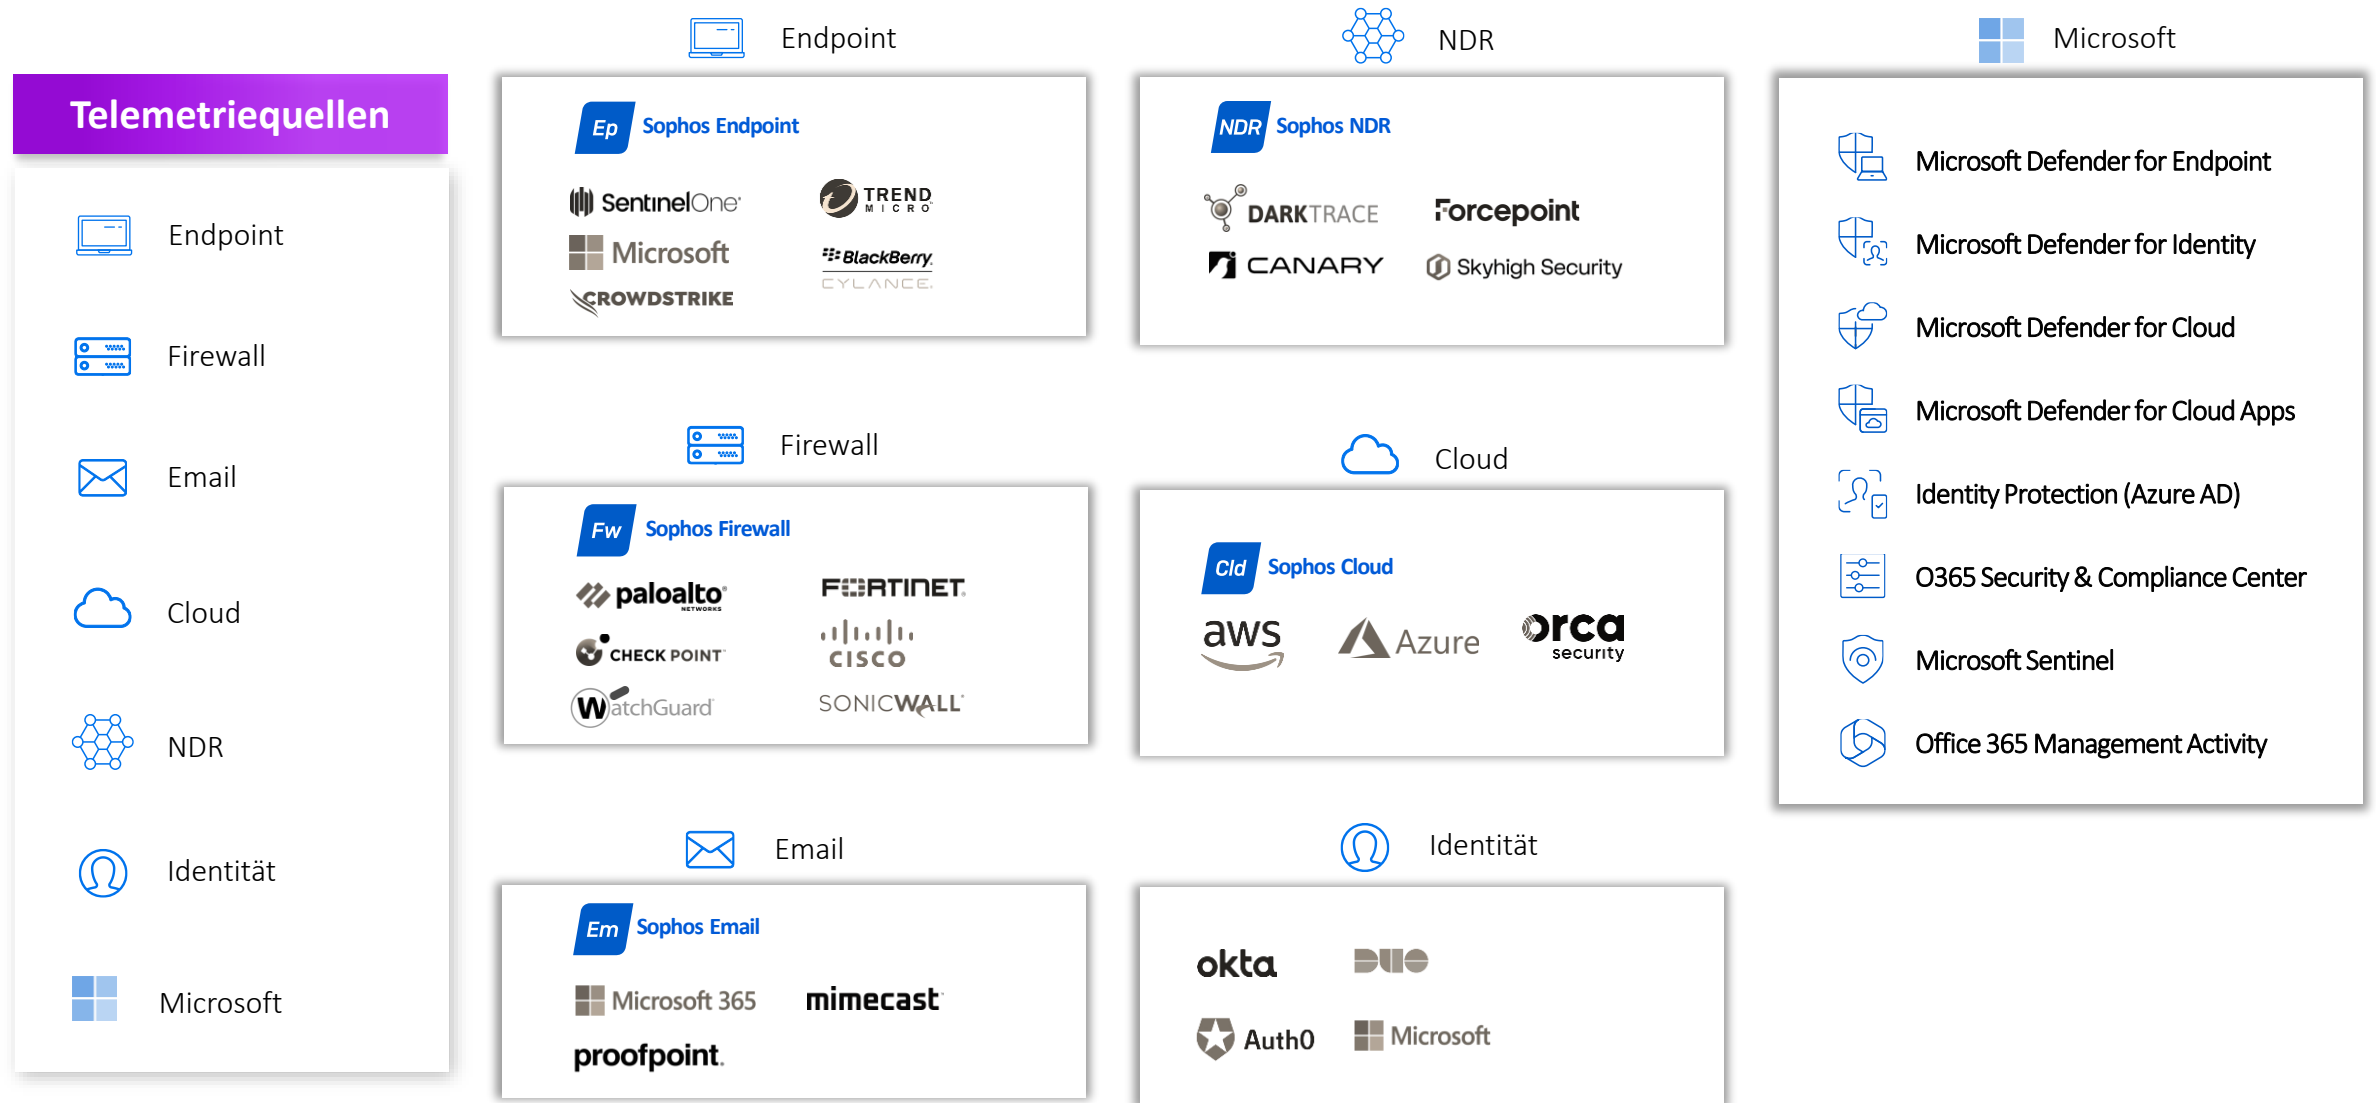 Telemetriequellen
Endpoint
Firewall
Email
Cloud
NDR
Identität
Microsoft
Endpoint
Ep Sophos Endpoint
SentinelOne
TREND MICRO
Microsoft
BlackBerry
CYLANCE
CROWDSTRIKE
Firewall
Fw Sophos Firewall
paloalto
NETWORKS
FORTINET
CHECK POINT
CISCO
WatchGuard
SONICWALL
Email
Em Sophos Email
Microsoft 365
mimecast
proofpoint
NDR
NDR Sophos NDR
DARKTRACE
Forcepoint
CANARY
Skyhigh Security
Cloud
Cld Sophos Cloud
aws
Azure
orca
security
Identität
okta
DUO
Auth0
Microsoft
Microsoft
Microsoft Defender for Endpoint
Microsoft Defender for Identity
Microsoft Defender for Cloud
Microsoft Defender for Cloud Apps
Identity Protection (Azure AD)
O365 Security & Compliance Center
Microsoft Sentinel
Office 365 Management Activity